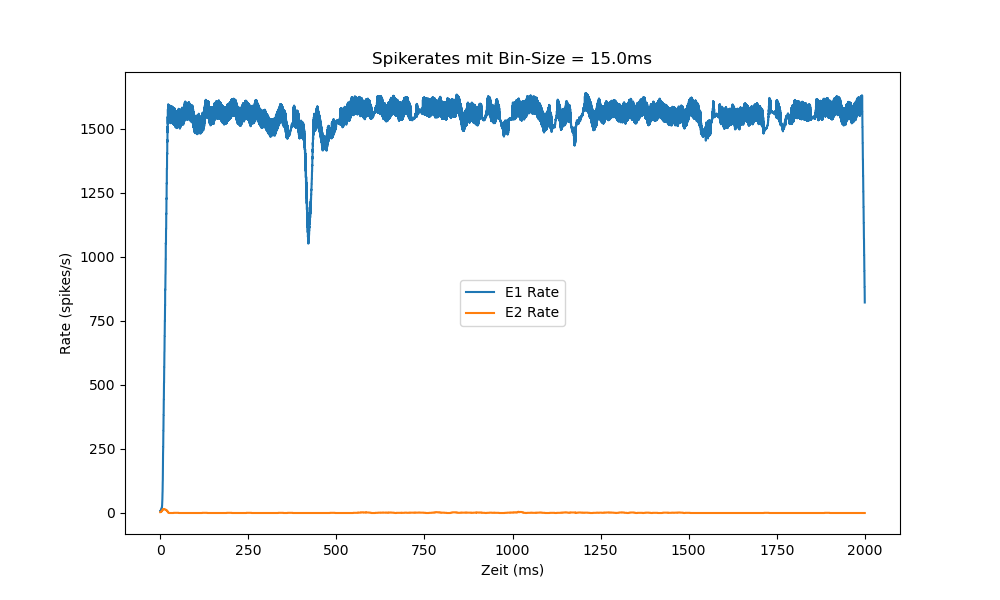 Spikerates mit Bin-Size = 15.0ms
Rate (spikes/s)
1500
1250
1000
750
500
250
0
E1 Rate
E2 Rate
0 250 500 750 1000 1250 1500 1750 2000
Zeit (ms)